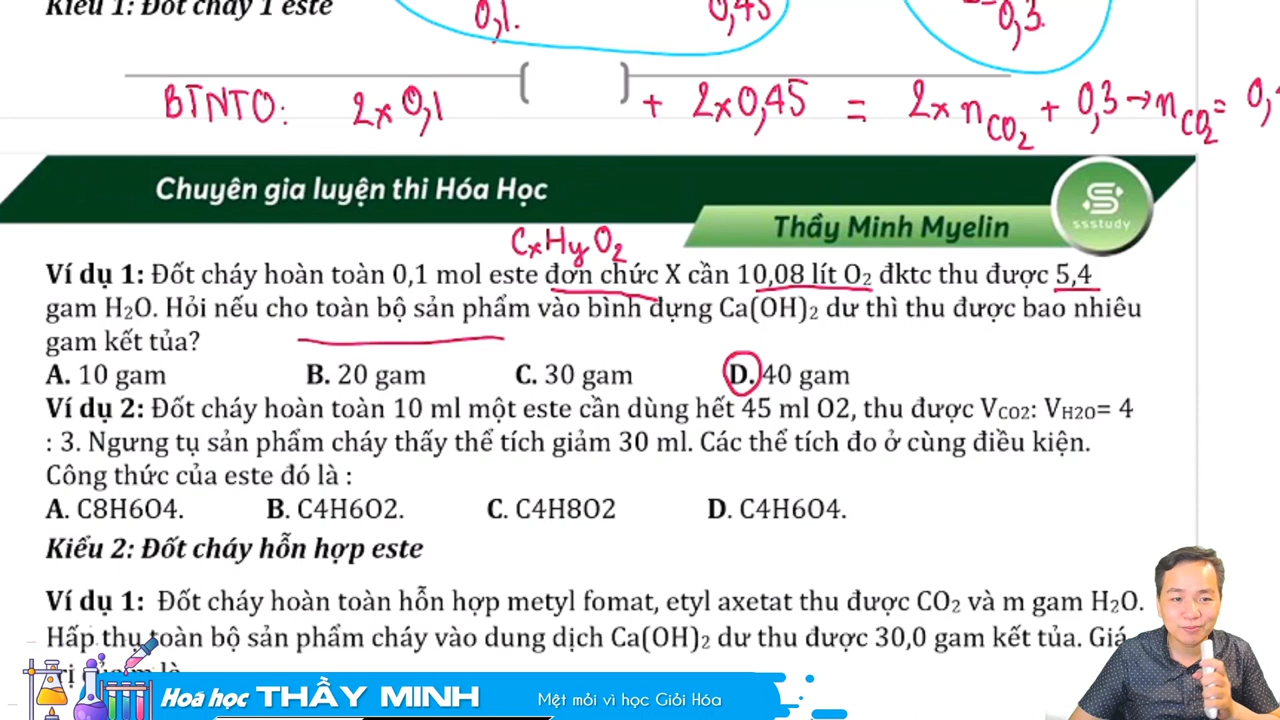 Kiểu 1: Đốt cháy 1 este
0,1 0,45 0,3
BTNTO: 2x0,1 + 2x0,45 = 2x nCO2 + 0,3 → nCO2 = 0,
Chuyên gia luyện thi Hóa Học
Thầy Minh Myelin
ssstudy
CxHyO2
Ví dụ 1: Đốt cháy hoàn toàn 0,1 mol este đơn chức X cần 10,08 lít O2 đktc thu được 5,4
gam H2O. Hỏi nếu cho toàn bộ sản phẩm vào bình đựng Ca(OH)2 dư thì thu được bao nhiêu
gam kết tủa?
A. 10 gam B. 20 gam C. 30 gam D. 40 gam
Ví dụ 2: Đốt cháy hoàn toàn 10 ml một este cần dùng hết 45 ml O2, thu được VCO2: VH2O= 4
: 3. Ngưng tụ sản phẩm cháy thấy thể tích giảm 30 ml. Các thể tích đo ở cùng điều kiện.
Công thức của este đó là :
A. C8H6O4. B. C4H6O2. C. C4H8O2 D. C4H6O4.
Kiểu 2: Đốt cháy hỗn hợp este
Ví dụ 1: Đốt cháy hoàn toàn hỗn hợp metyl fomat, etyl axetat thu được CO2 và m gam H2O.
Hấp thụ toàn bộ sản phẩm cháy vào dung dịch Ca(OH)2 dư thu được 30,0 gam kết tủa. Giá
Hoá học THẦY MINH Mệt mỏi vì học Giỏi Hóa